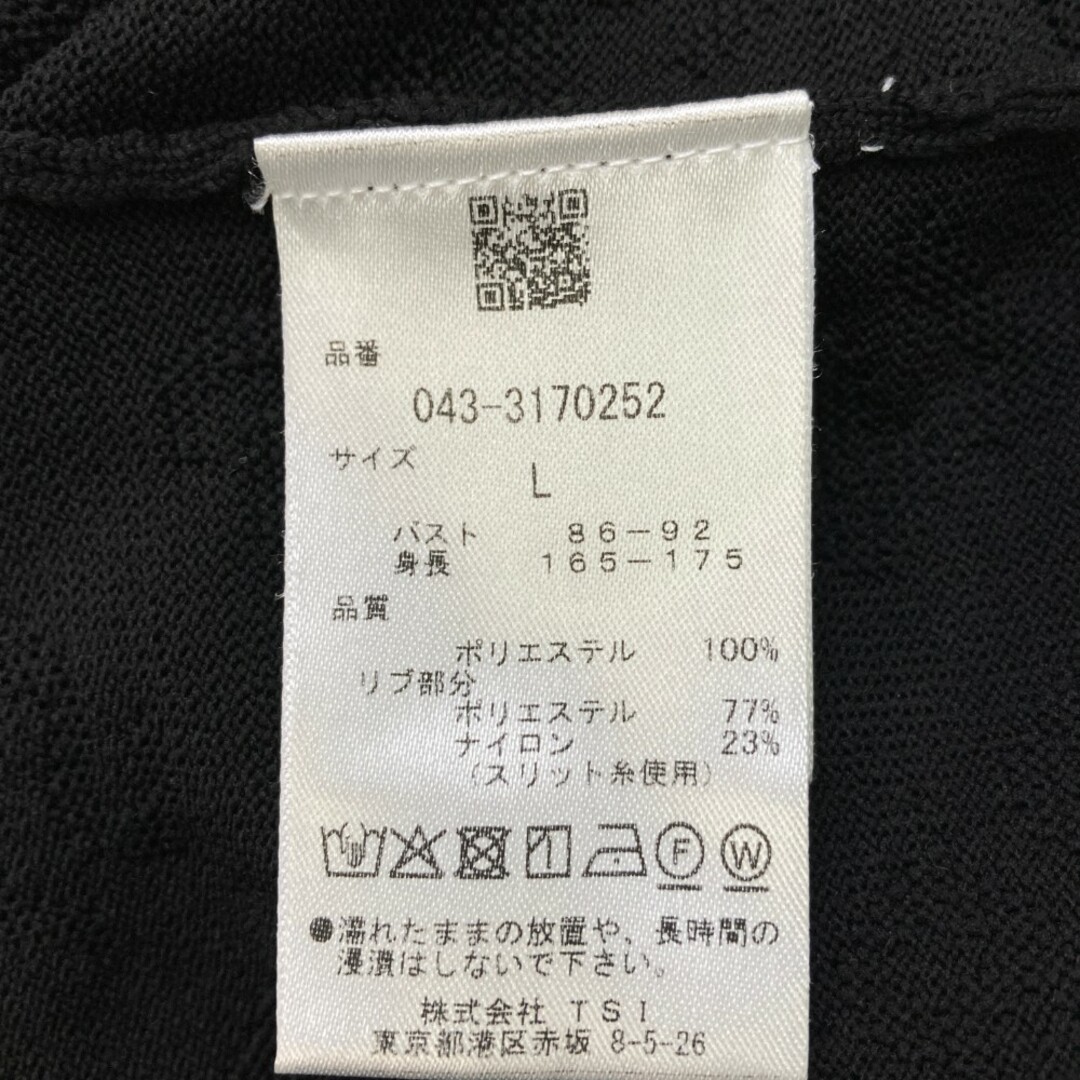 品番
043-3170252
サイズ
L
バスト 86-92
身長 165-175
品質
ポリエステル 100%
リブ部分
ポリエステル 77%
ナイロン 23%
(スリット糸使用)
F W
●濡れたままの放置や、長時間の
浸漬はしないで下さい。
株式会社 TSI
東京都港区赤坂 8-5-26